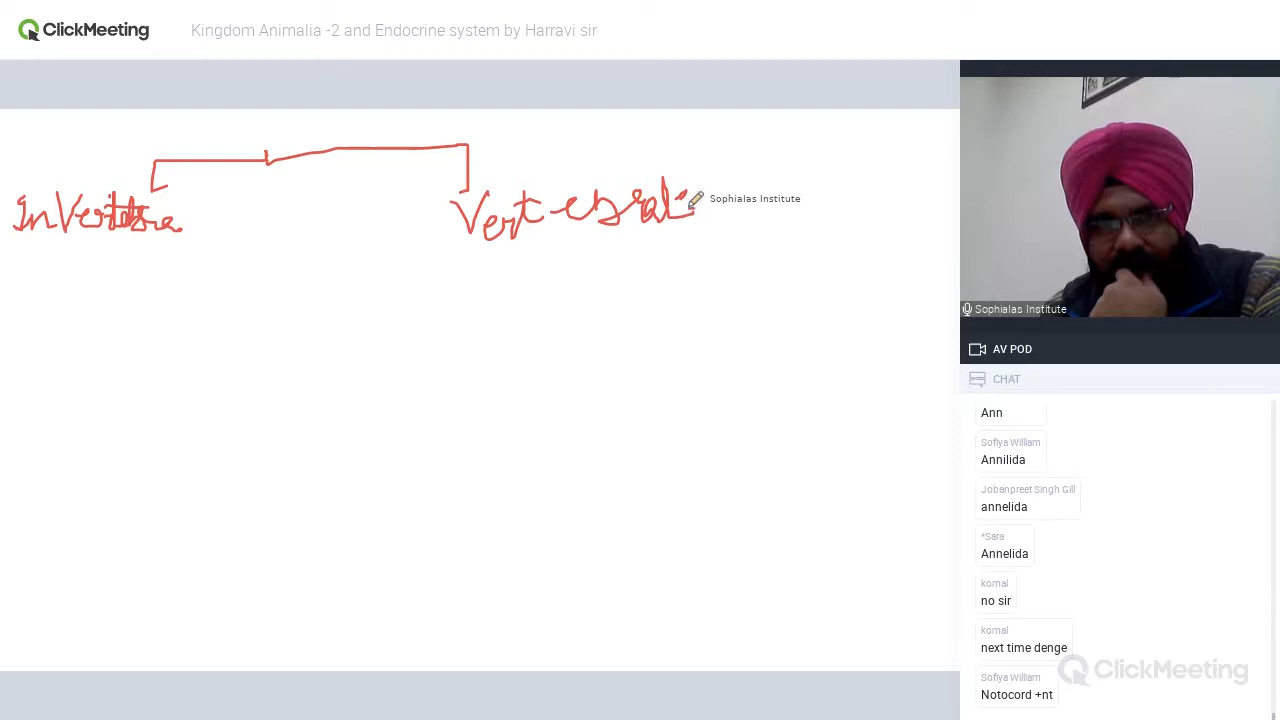 ClickMeeting Kingdom Animalia -2 and Endocrine system by Harravi sir
Sophialas Institute
Sophialas Institute
AV POD
CHAT
Ann
Sofiya William
Annilida
Jobanpreet Singh Gill
annelida
*Sara
Annelida
komal
no sir
komal
next time denge
Sofiya William
Notocord +nt
ClickMeeting